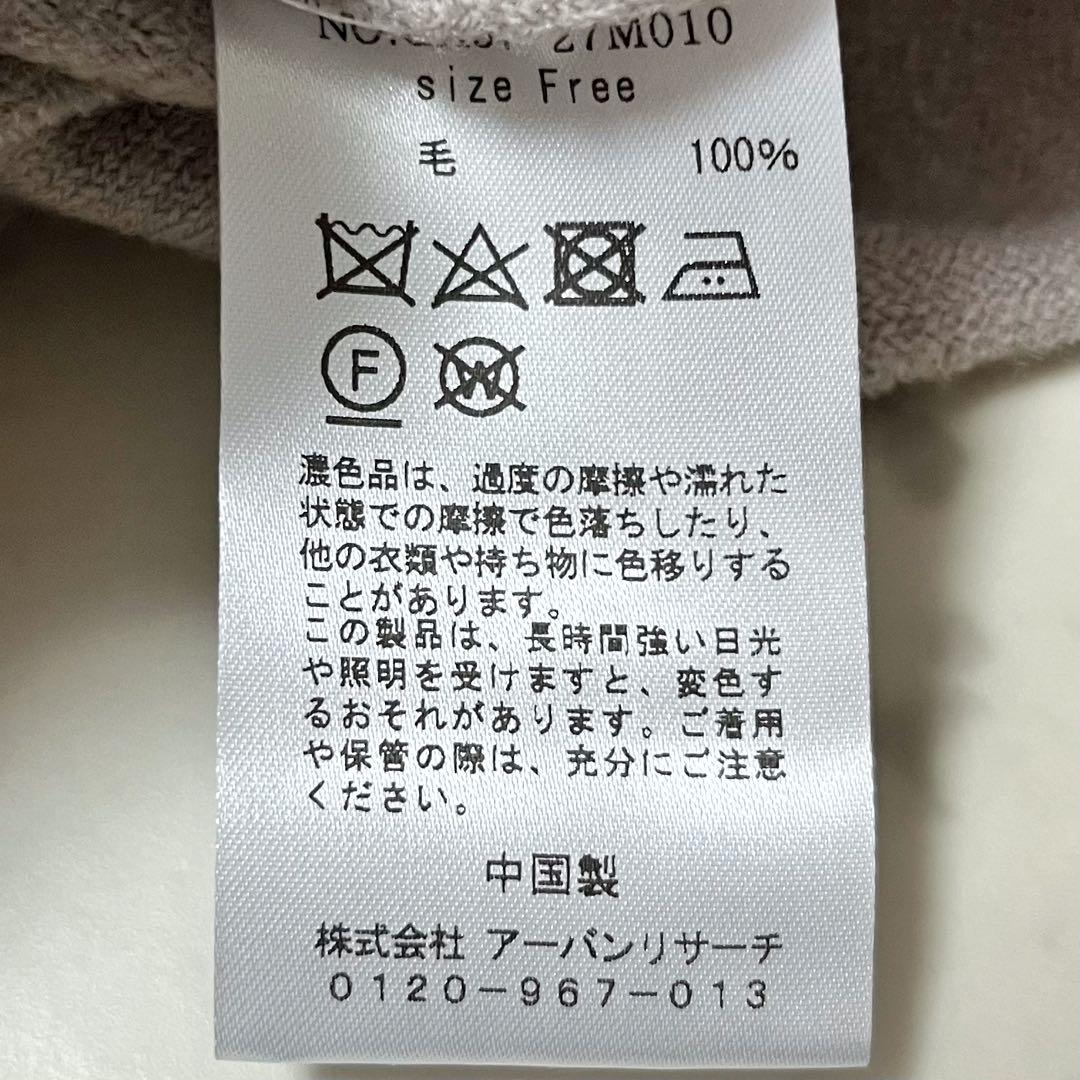 27M010
size Free
毛 100%
F
W
濃色品は、過度の摩擦や濡れた
状態での摩擦で色落ちしたり、
他の衣類や持ち物に色移りする
ことがあります。
この製品は、長時間強い日光
や照明を受けますと、変色す
るおそれがあります。ご着用
や保管の際は、充分にご注意
ください。
中国製
株式会社 アーバンリサーチ
0120-967-013